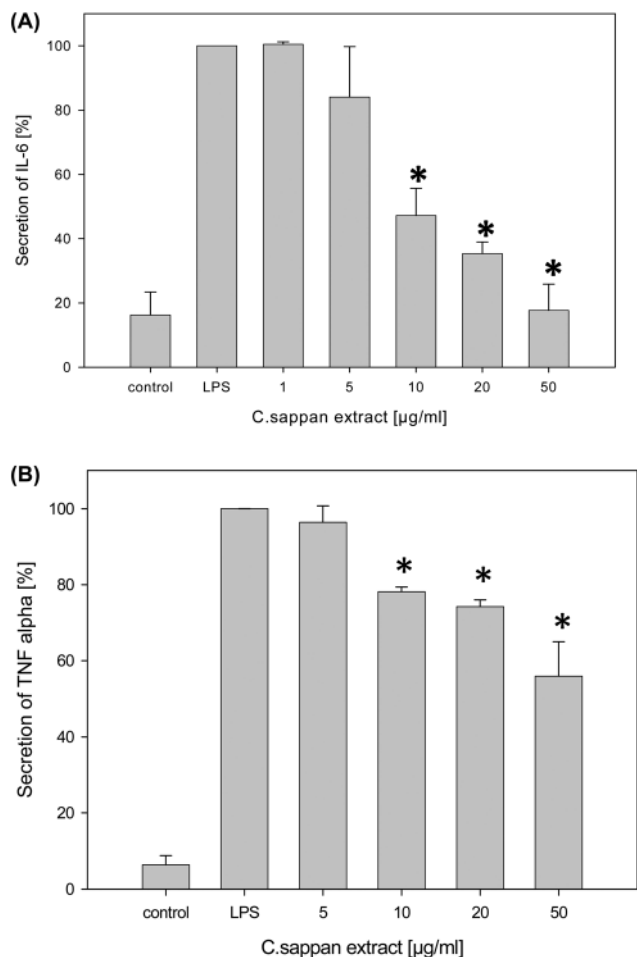 (A)
Secretion of IL-6 [%]
100
80
60
40
20
0
*
*
*
control LPS 1 5 10 20 50
C.sappan extract [µg/ml]
(B)
Secretion of TNF alpha [%]
100
80
60
40
20
0
*
*
*
control LPS 5 10 20 50
C.sappan extract [µg/ml]